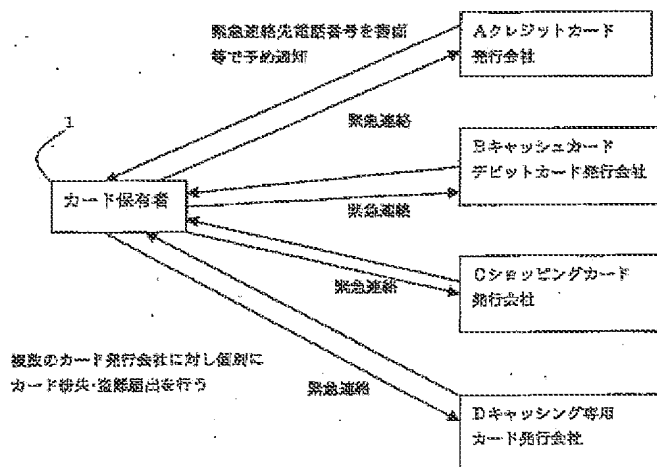 緊急連絡先電話番号を書面
等で予め通知
Aクレジットカード
発行会社
緊急連絡
1
Bキャッシュカード
デビットカード発行会社
カード保有者
緊急連絡
Cショッピングカード
発行会社
緊急連絡
複数のカード発行会社に対し個別に
カード紛失・盗難届出を行う
緊急連絡
Dキャッシング専用
カード発行会社